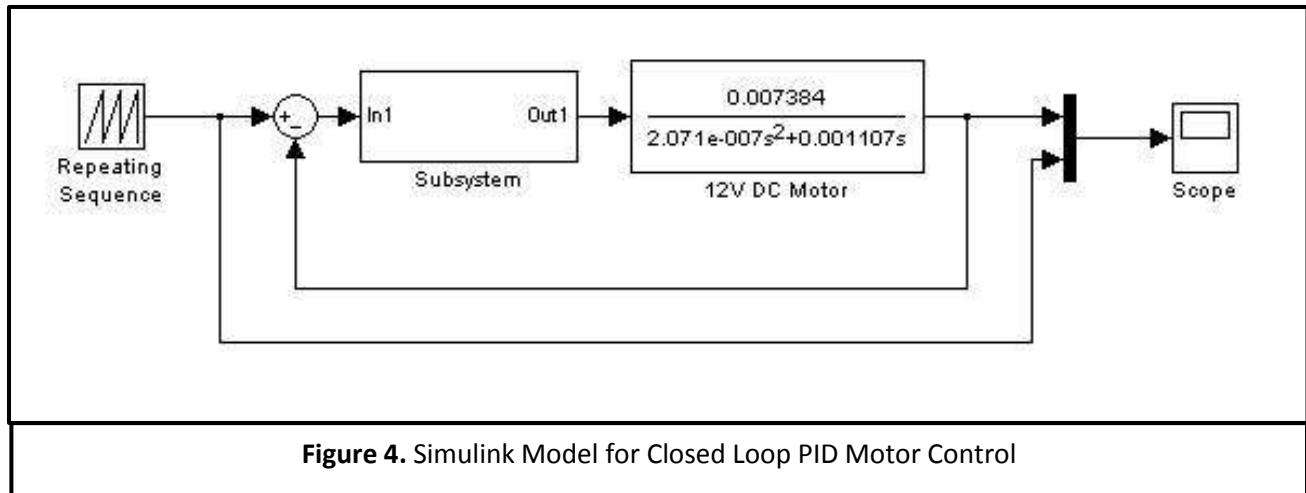 Repeating
Sequence
+
−
In1
Out1
Subsystem
0.007384
2.071e-007s²+0.001107s
12V DC Motor
Scope
Figure 4. Simulink Model for Closed Loop PID Motor Control